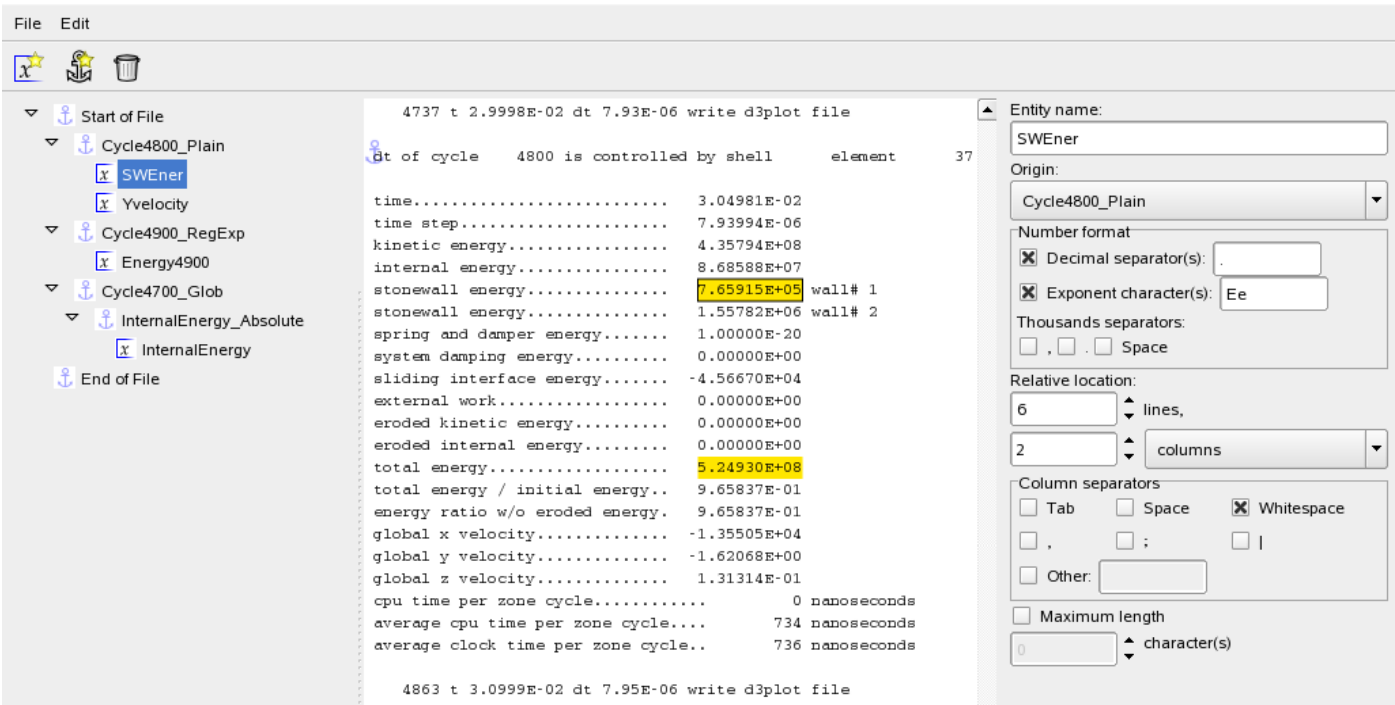 File Edit
Start of File
Cycle4800_Plain
x SWEner
x Yvelocity
Cycle4900_RegExp
x Energy4900
Cycle4700_Glob
InternalEnergy_Absolute
x InternalEnergy
End of File
4737 t 2.9998E-02 dt 7.93E-06 write d3plot file
dt of cycle 4800 is controlled by shell element 37
time........................... 3.04981E-02
time step...................... 7.93994E-06
kinetic energy................. 4.35794E+08
internal energy................ 8.68588E+07
stonewall energy............... 7.65915E+05 wall# 1
stonewall energy............... 1.55782E+06 wall# 2
spring and damper energy....... 1.00000E-20
system damping energy.......... 0.00000E+00
sliding interface energy....... -4.56670E+04
external work.................. 0.00000E+00
eroded kinetic energy.......... 0.00000E+00
eroded internal energy......... 0.00000E+00
total energy................... 5.24930E+08
total energy / initial energy.. 9.65837E-01
energy ratio w/o eroded energy. 9.65837E-01
global x velocity.............. -1.35505E+04
global y velocity.............. -1.62068E+00
global z velocity.............. 1.31314E-01
cpu time per zone cycle............ 0 nanoseconds
average cpu time per zone cycle.... 734 nanoseconds
average clock time per zone cycle.. 736 nanoseconds
4863 t 3.0999E-02 dt 7.95E-06 write d3plot file
Entity name:
SWEner
Origin:
Cycle4800_Plain
Number format
Decimal separator(s): .
Exponent character(s): Ee
Thousands separators:
, . Space
Relative location:
6 lines,
2 columns
Column separators
Tab Space Whitespace
, ; |
Other:
Maximum length
0 character(s)